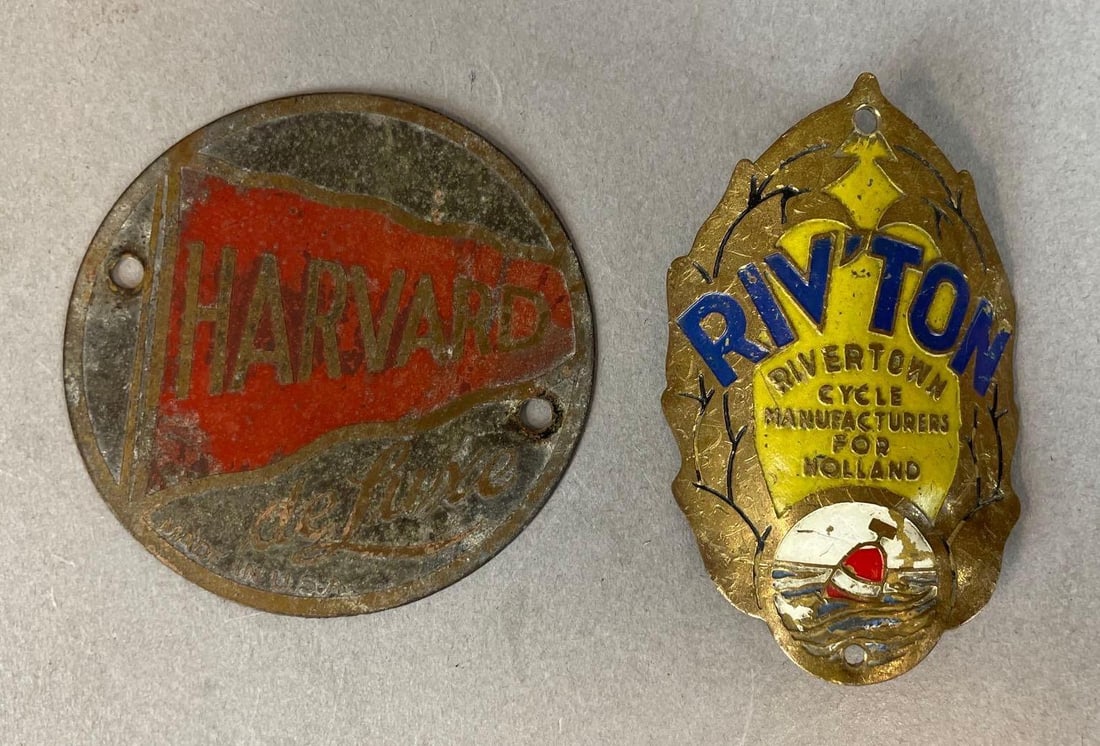 HARVARD
de Luxe
RIV'TON
RIVERTOWN
CYCLE
MANUFACTURERS
FOR
HOLLAND